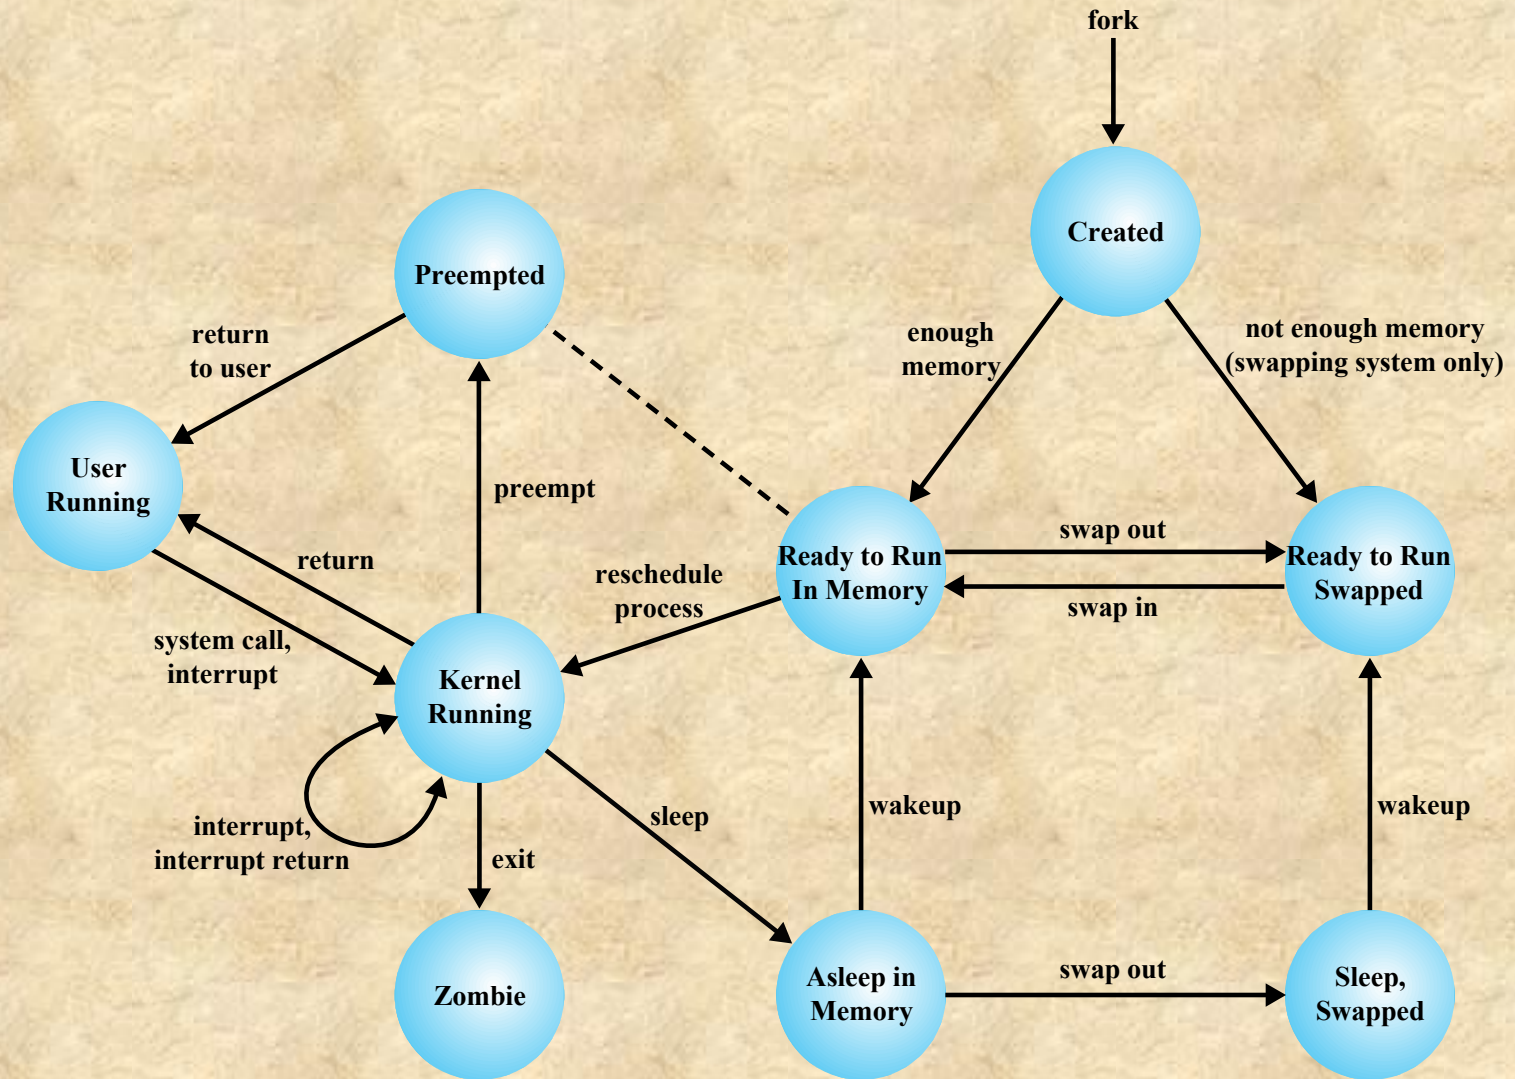 fork
Created
Preempted
return
to user
enough
memory
not enough memory
(swapping system only)
User
Running
preempt
return
reschedule
process
Ready to Run
In Memory
swap out
swap in
Ready to Run
Swapped
system call,
interrupt
Kernel
Running
interrupt,
interrupt return
sleep
wakeup
wakeup
exit
Zombie
Asleep in
Memory
swap out
Sleep,
Swapped